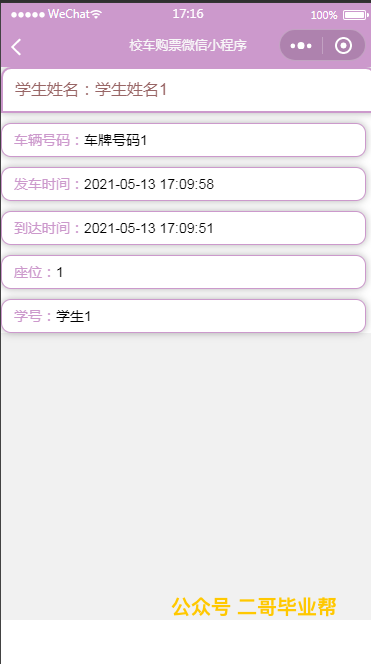 ●●●●● WeChat 17:16 100%
校车购票微信小程序
学生姓名：学生姓名1
车辆号码：车牌号码1
发车时间：2021-05-13 17:09:58
到达时间：2021-05-13 17:09:51
座位：1
学号：学生1
公众号 二哥毕业帮